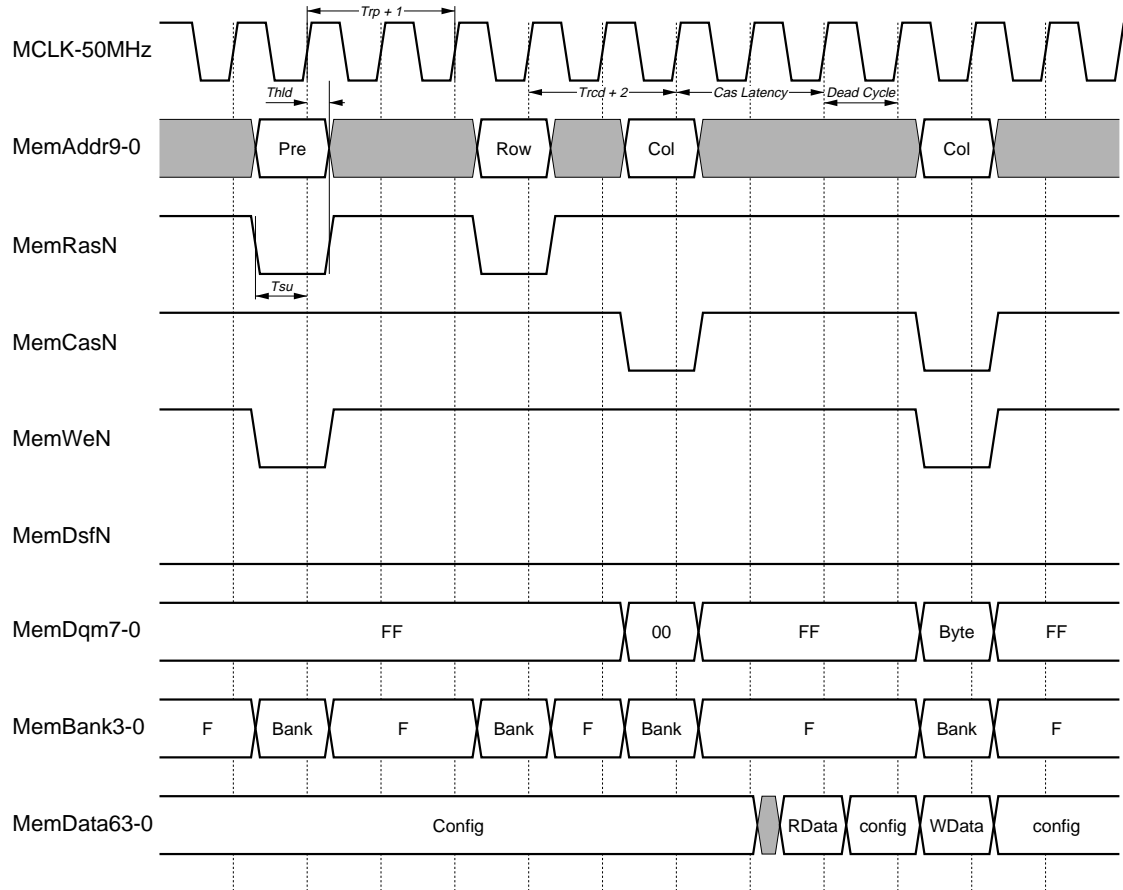 Trp + 1
MCLK-50MHz
Thld
Trcd + 2 Cas Latency Dead Cycle
MemAddr9-0 Pre Row Col Col
MemRasN
Tsu
MemCasN
MemWeN
MemDsfN
MemDqm7-0 FF 00 FF Byte FF
MemBank3-0 F Bank F Bank F Bank F Bank F
MemData63-0 Config RData config WData config